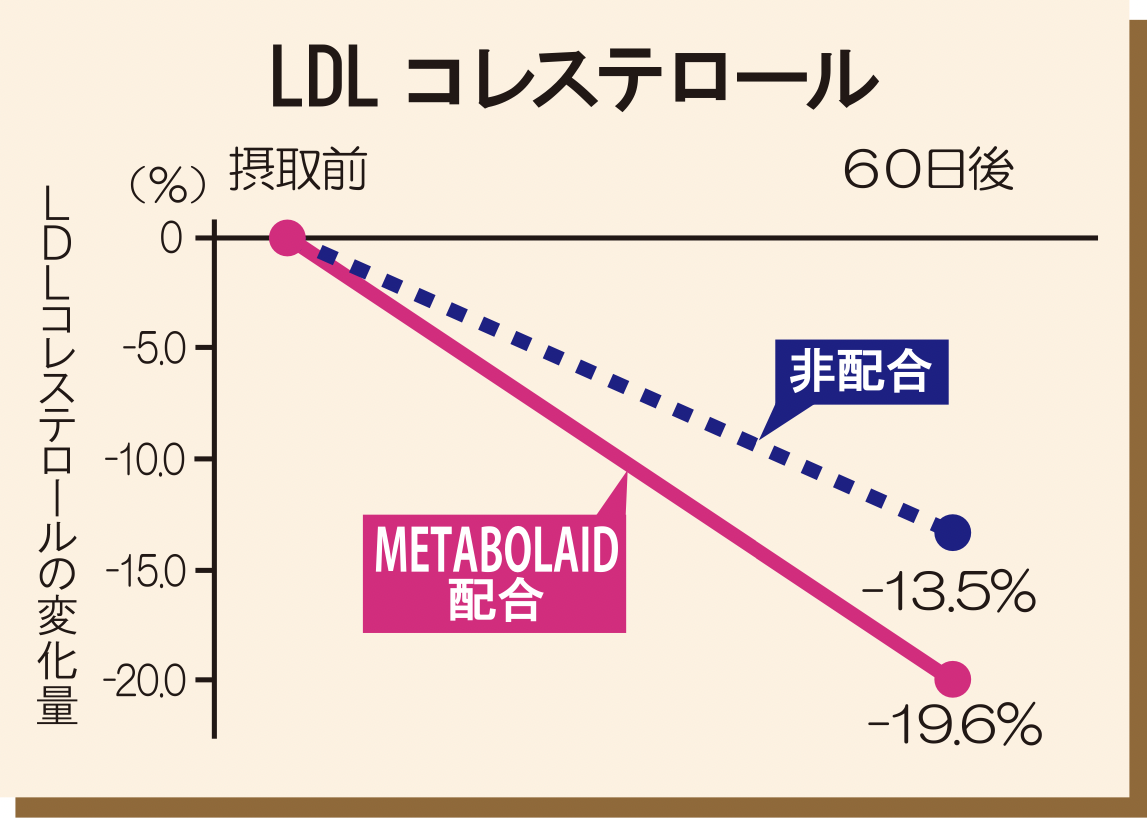 LDL コレステロール
(%)
摂取前
60日後
LDLコレステロールの変化量
0
-5.0
-10.0
-15.0
-20.0
非配合
METABOLAID
配合
-13.5%
-19.6%